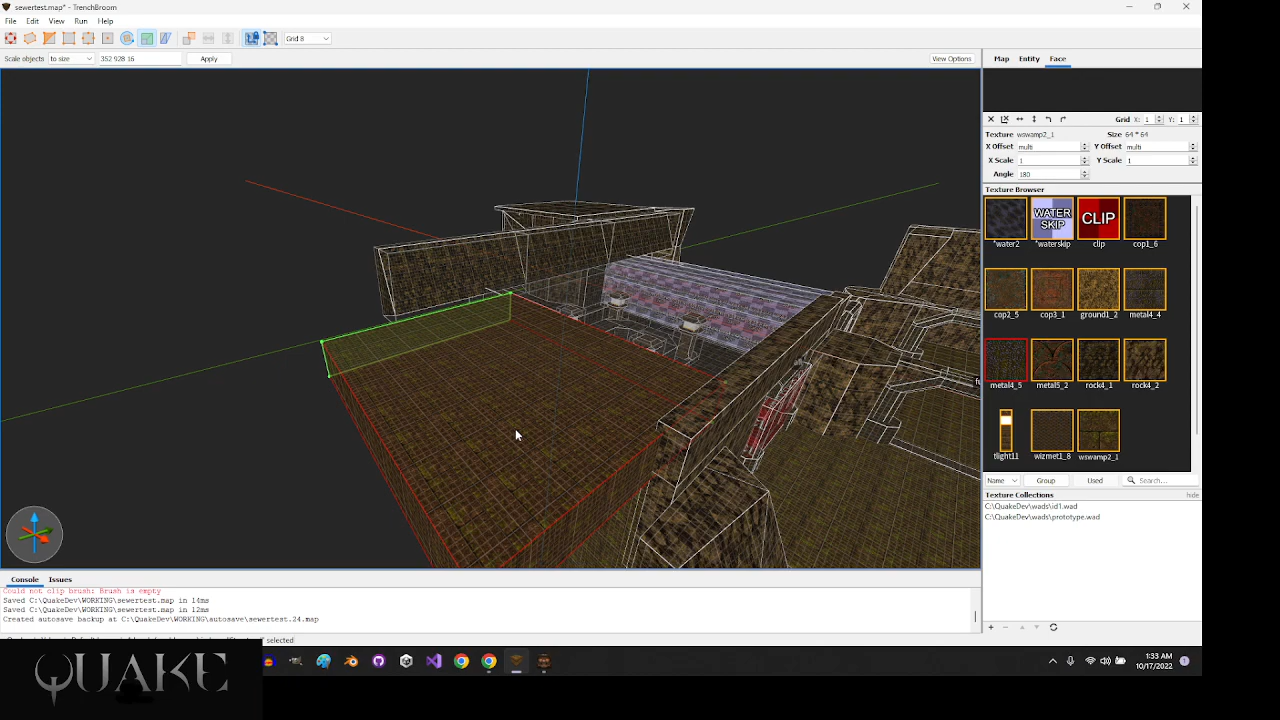 sewertest.map* - TrenchBroom
File Edit View Run Help
Grid 8
Scale objects to size 352 928 16 Apply View Options
Map Entity Face
Grid X: 1 Y: 1
Texture wswamp2_1 Size 64 * 64
X Offset multi Y Offset multi
X Scale 1 Y Scale 1
Angle 180
Texture Browser
WATER SKIP CLIP
*water2 *waterskip clip cop1_6
cop2_5 cop3_1 ground1_2 metal4_4
metal4_5 metal5_2 rock4_1 rock4_2
tlight11 wizmet1_8 wswamp2_1
Name Group Used Search...
Texture Collections hide
C:\QuakeDev\wads\id1.wad
C:\QuakeDev\wads\prototype.wad
Console Issues
Could not clip brush: Brush is empty
Saved C:\QuakeDev\WORKING\sewertest.map in 14ms
Saved C:\QuakeDev\WORKING\sewertest.map in 12ms
Created autosave backup at C:\QuakeDev\WORKING\autosave\sewertest.24.map
selected
QUAKE
1:33 AM
10/17/2022
1